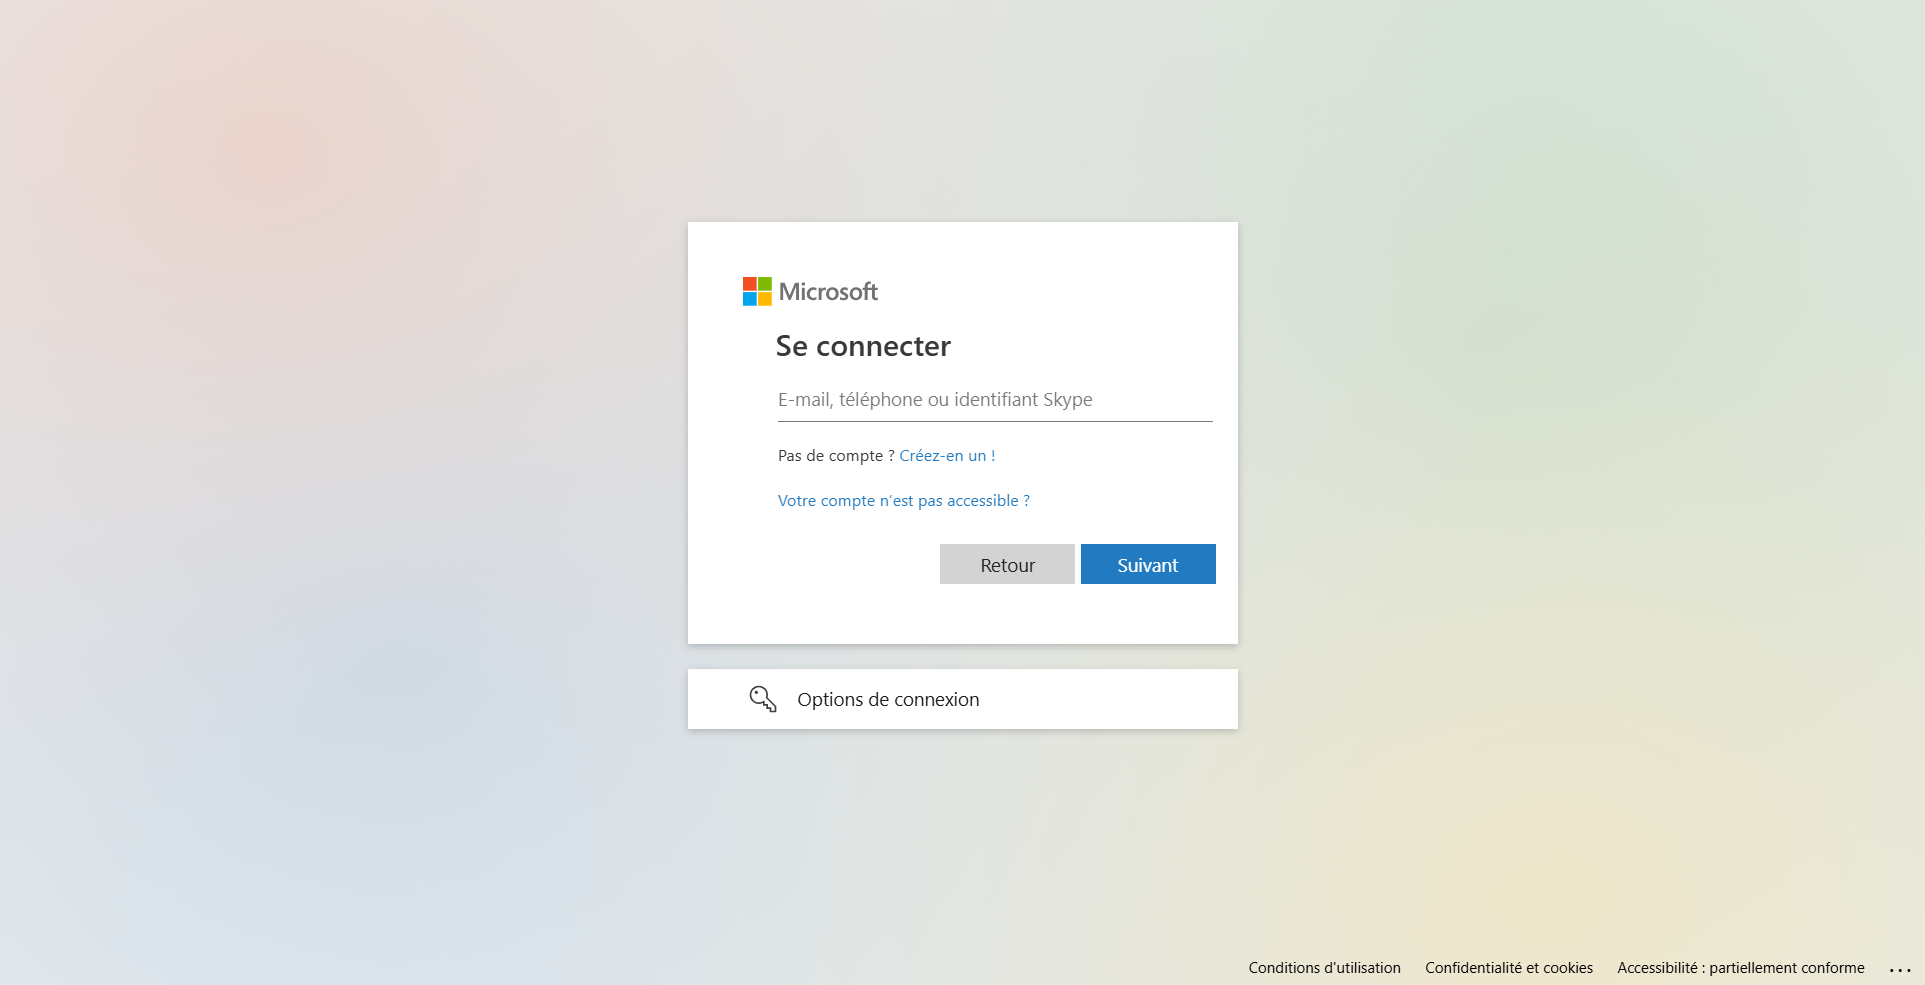 Microsoft
Se connecter
E-mail, téléphone ou identifiant Skype
Pas de compte ? Créez-en un !
Votre compte n’est pas accessible ?
Retour
Suivant
Options de connexion
Conditions d'utilisation
Confidentialité et cookies
Accessibilité : partiellement conforme
...